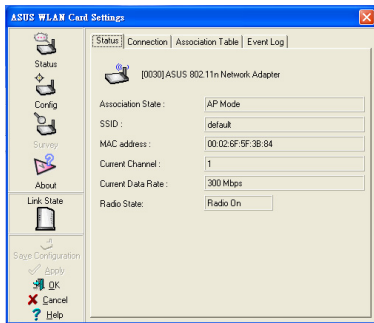 ASUS WLAN Card Settings
Status
Config
Survey
About
Link State
Save Configuration
Apply
OK
Cancel
Help
Status Connection Association Table Event Log
[0030] ASUS 802.11n Network Adapter
Association State : AP Mode
SSID : default
MAC address : 00:02:6F:5F:3B:84
Current Channel : 1
Current Data Rate : 300 Mbps
Radio State: Radio On